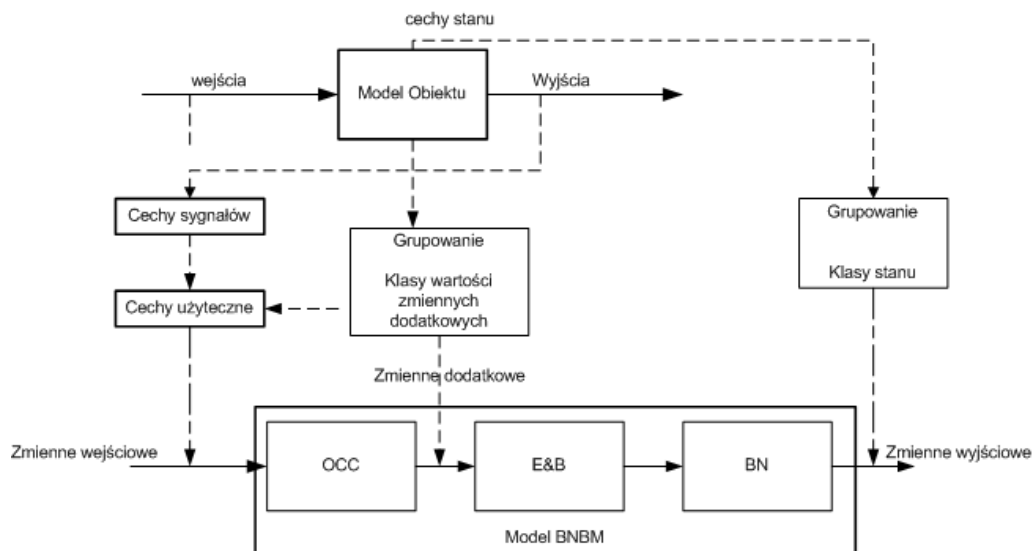 cechy stanu
wejścia
Model Obiektu
Wyjścia
Cechy sygnałów
Grupowanie
Klasy wartości
zmiennych
dodatkowych
Grupowanie
Klasy stanu
Cechy użyteczne
Zmienne dodatkowe
Zmienne wejściowe
OCC
E&B
BN
Zmienne wyjściowe
Model BNBM